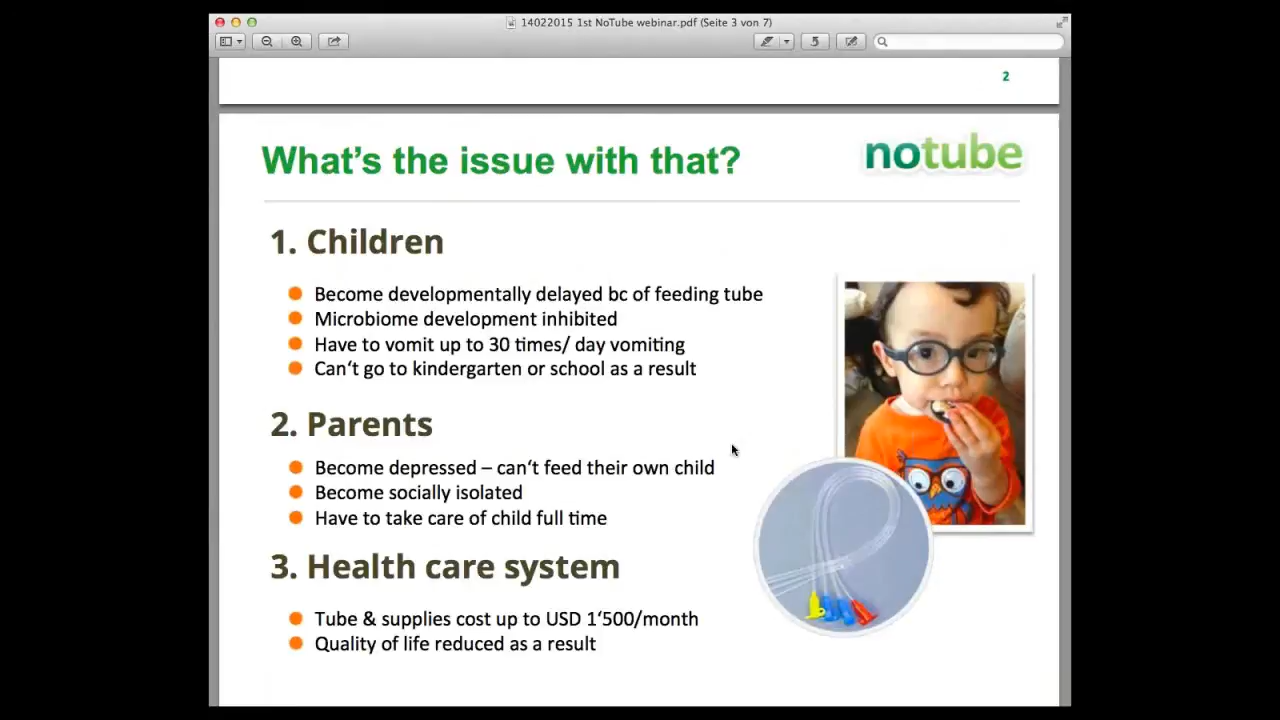 14022015 1st NoTube webinar.pdf (Seite 3 von 7)
2
What's the issue with that?
notube
1. Children
Become developmentally delayed bc of feeding tube
Microbiome development inhibited
Have to vomit up to 30 times/ day vomiting
Can‘t go to kindergarten or school as a result
2. Parents
Become depressed – can‘t feed their own child
Become socially isolated
Have to take care of child full time
3. Health care system
Tube & supplies cost up to USD 1‘500/month
Quality of life reduced as a result